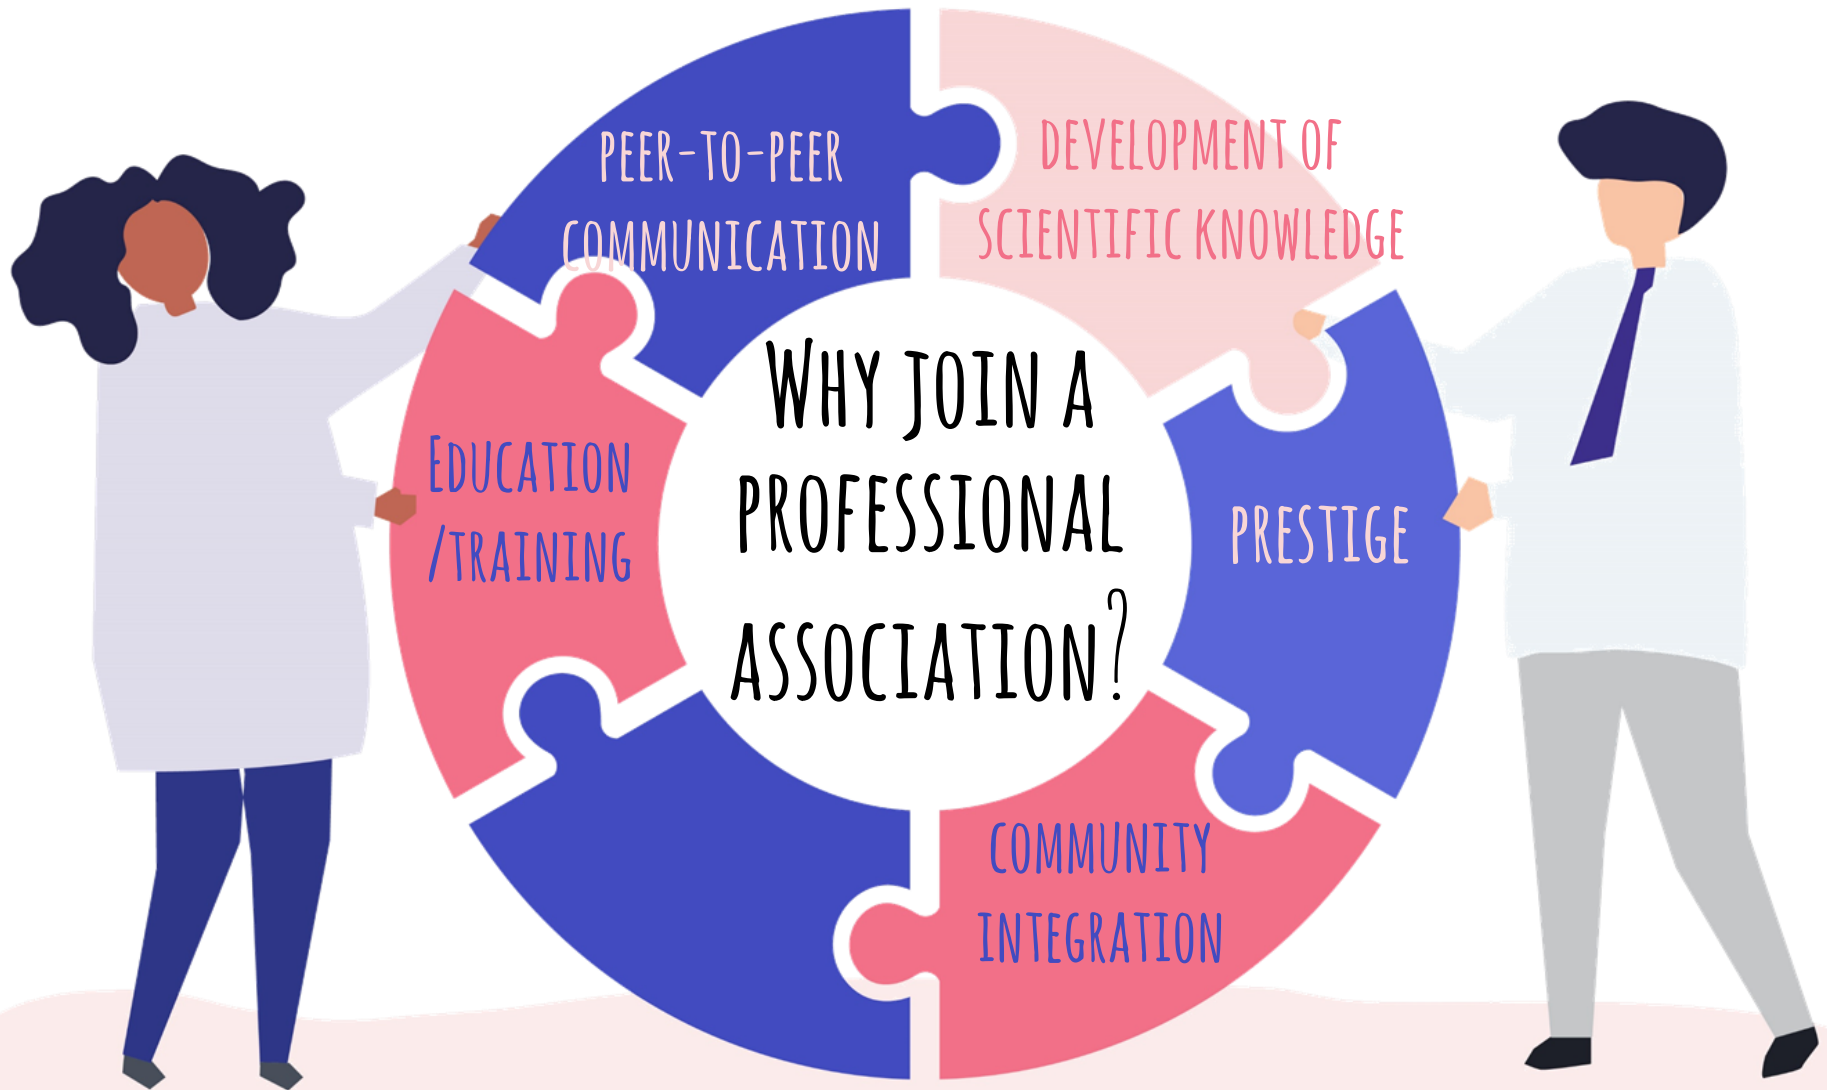 PEER-TO-PEER
COMMUNICATION
DEVELOPMENT OF
SCIENTIFIC KNOWLEDGE
WHY JOIN A
PROFESSIONAL
ASSOCIATION?
EDUCATION
/TRAINING
PRESTIGE
COMMUNITY
INTEGRATION